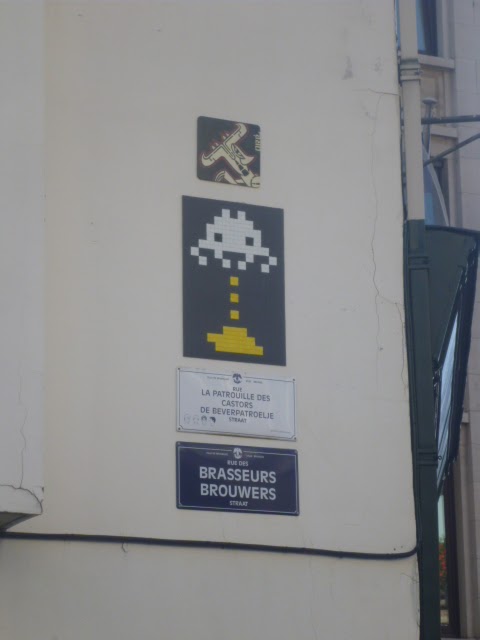 RUE
LA PATROUILLE DES
CASTORS
DE BEVERPATROELJE
STRAAT
RUE DES
BRASSEURS
BROUWERS
STRAAT